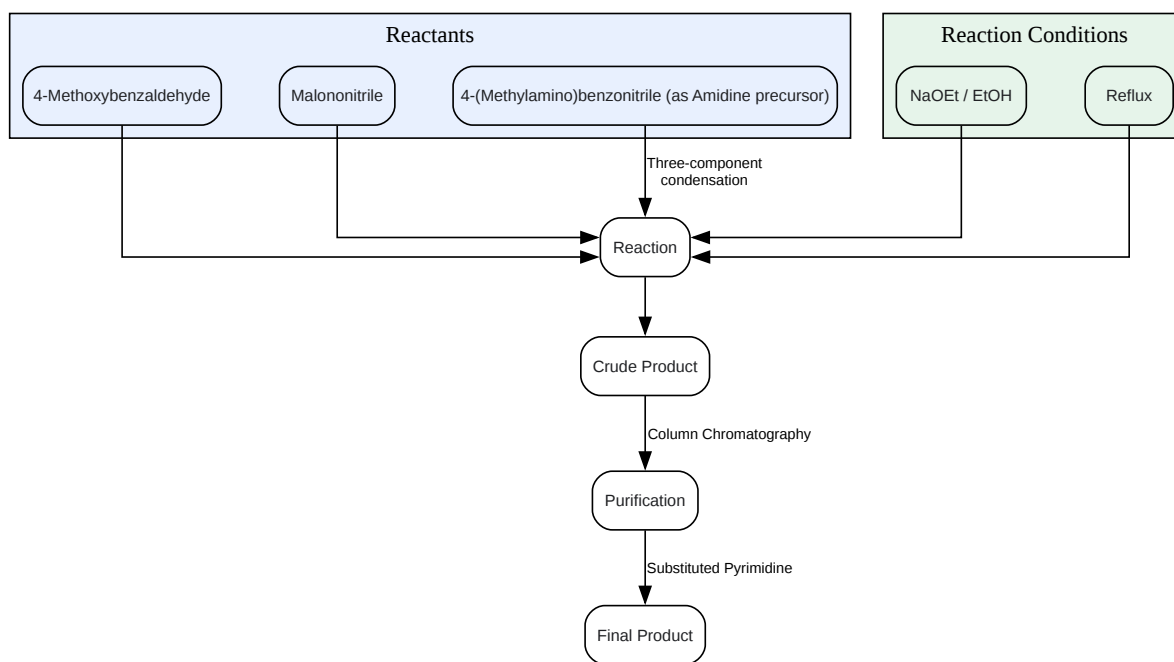 Reactants
Reaction Conditions
4-Methoxybenzaldehyde
Malononitrile
4-(Methylamino)benzonitrile (as Amidine precursor)
NaOEt / EtOH
Reflux
Three-component
condensation
Reaction
Crude Product
Column Chromatography
Purification
Substituted Pyrimidine
Final Product